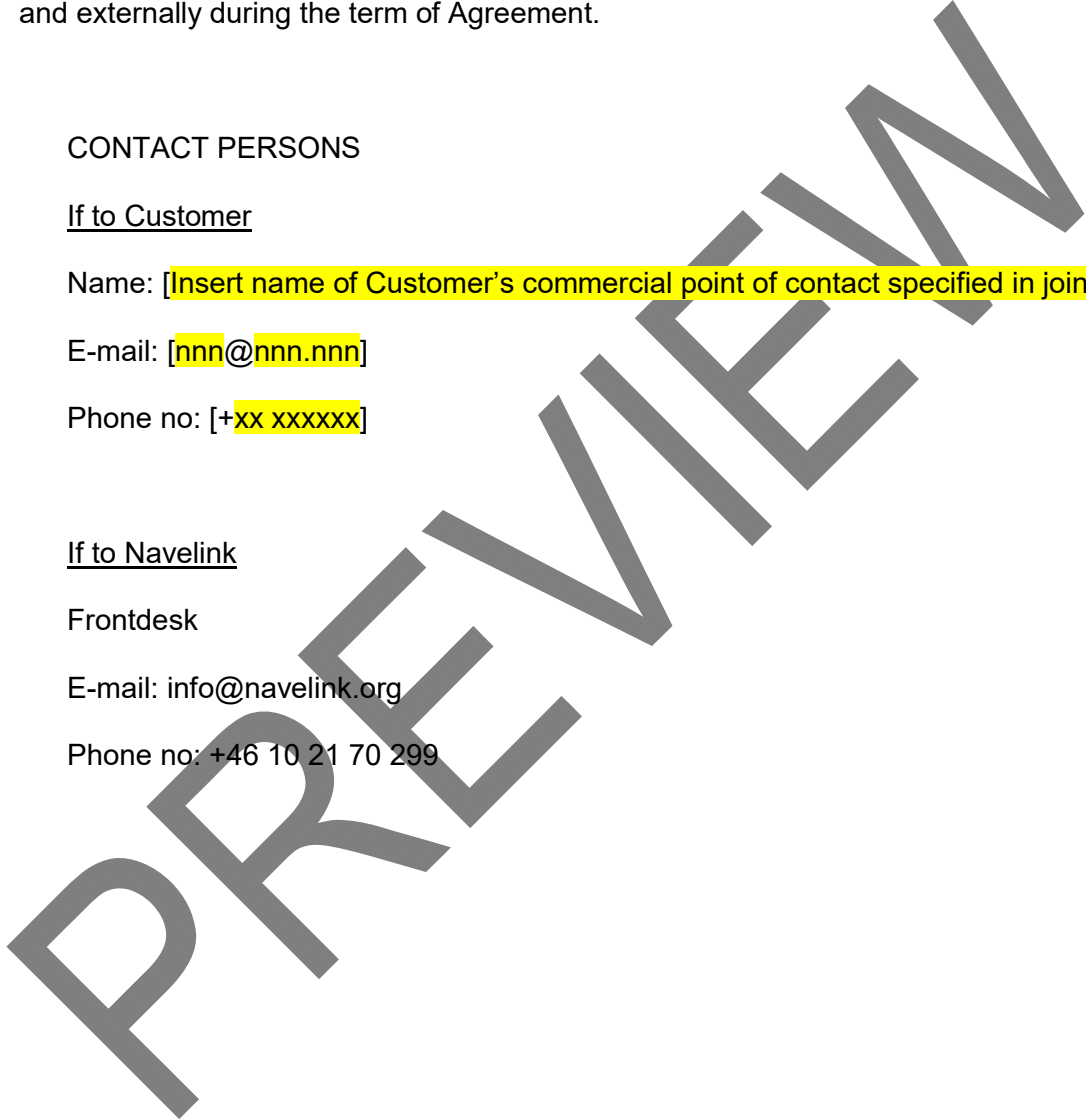 and externally during the term of Agreement.
CONTACT PERSONS
If to Customer
Name: [Insert name of Customer’s commercial point of contact specified in join
E-mail: [nnn@nnn.nnn]
Phone no: [+xx xxxxxx]
If to Navelink
Frontdesk
E-mail: info@navelink.org
Phone no: +46 10 21 70 299
PREVIEW